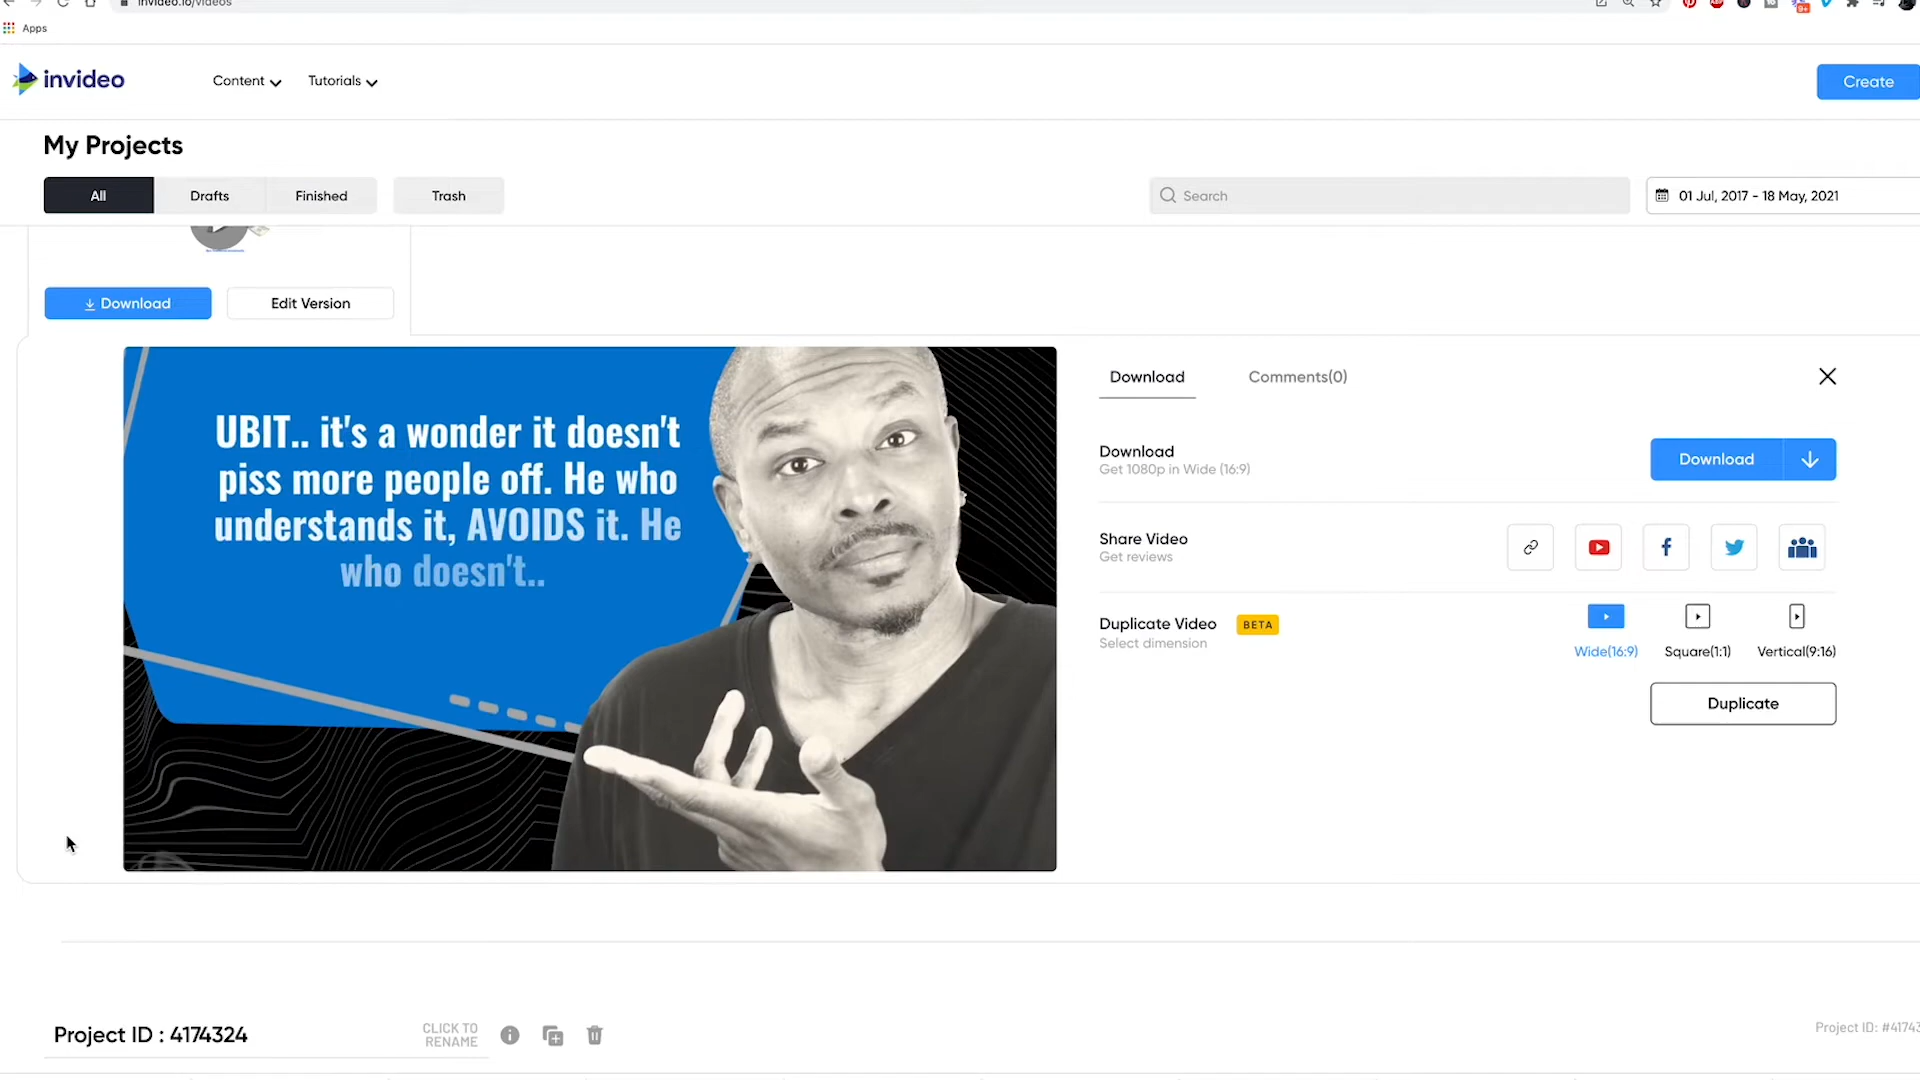 invideo.io/videos
Apps
invideo
Content
Tutorials
Create
My Projects
All
Drafts
Finished
Trash
Search
01 Jul, 2017 - 18 May, 2021
Download
Edit Version
UBIT.. it's a wonder it doesn't
piss more people off. He who
understands it, AVOIDS it. He
who doesn't..
Download
Comments(0)
Download
Get 1080p in Wide (16:9)
Download
Share Video
Get reviews
Duplicate Video
BETA
Select dimension
Wide(16:9)
Square(1:1)
Vertical(9:16)
Duplicate
Project ID : 4174324
CLICK TO
RENAME
Project ID: #41743